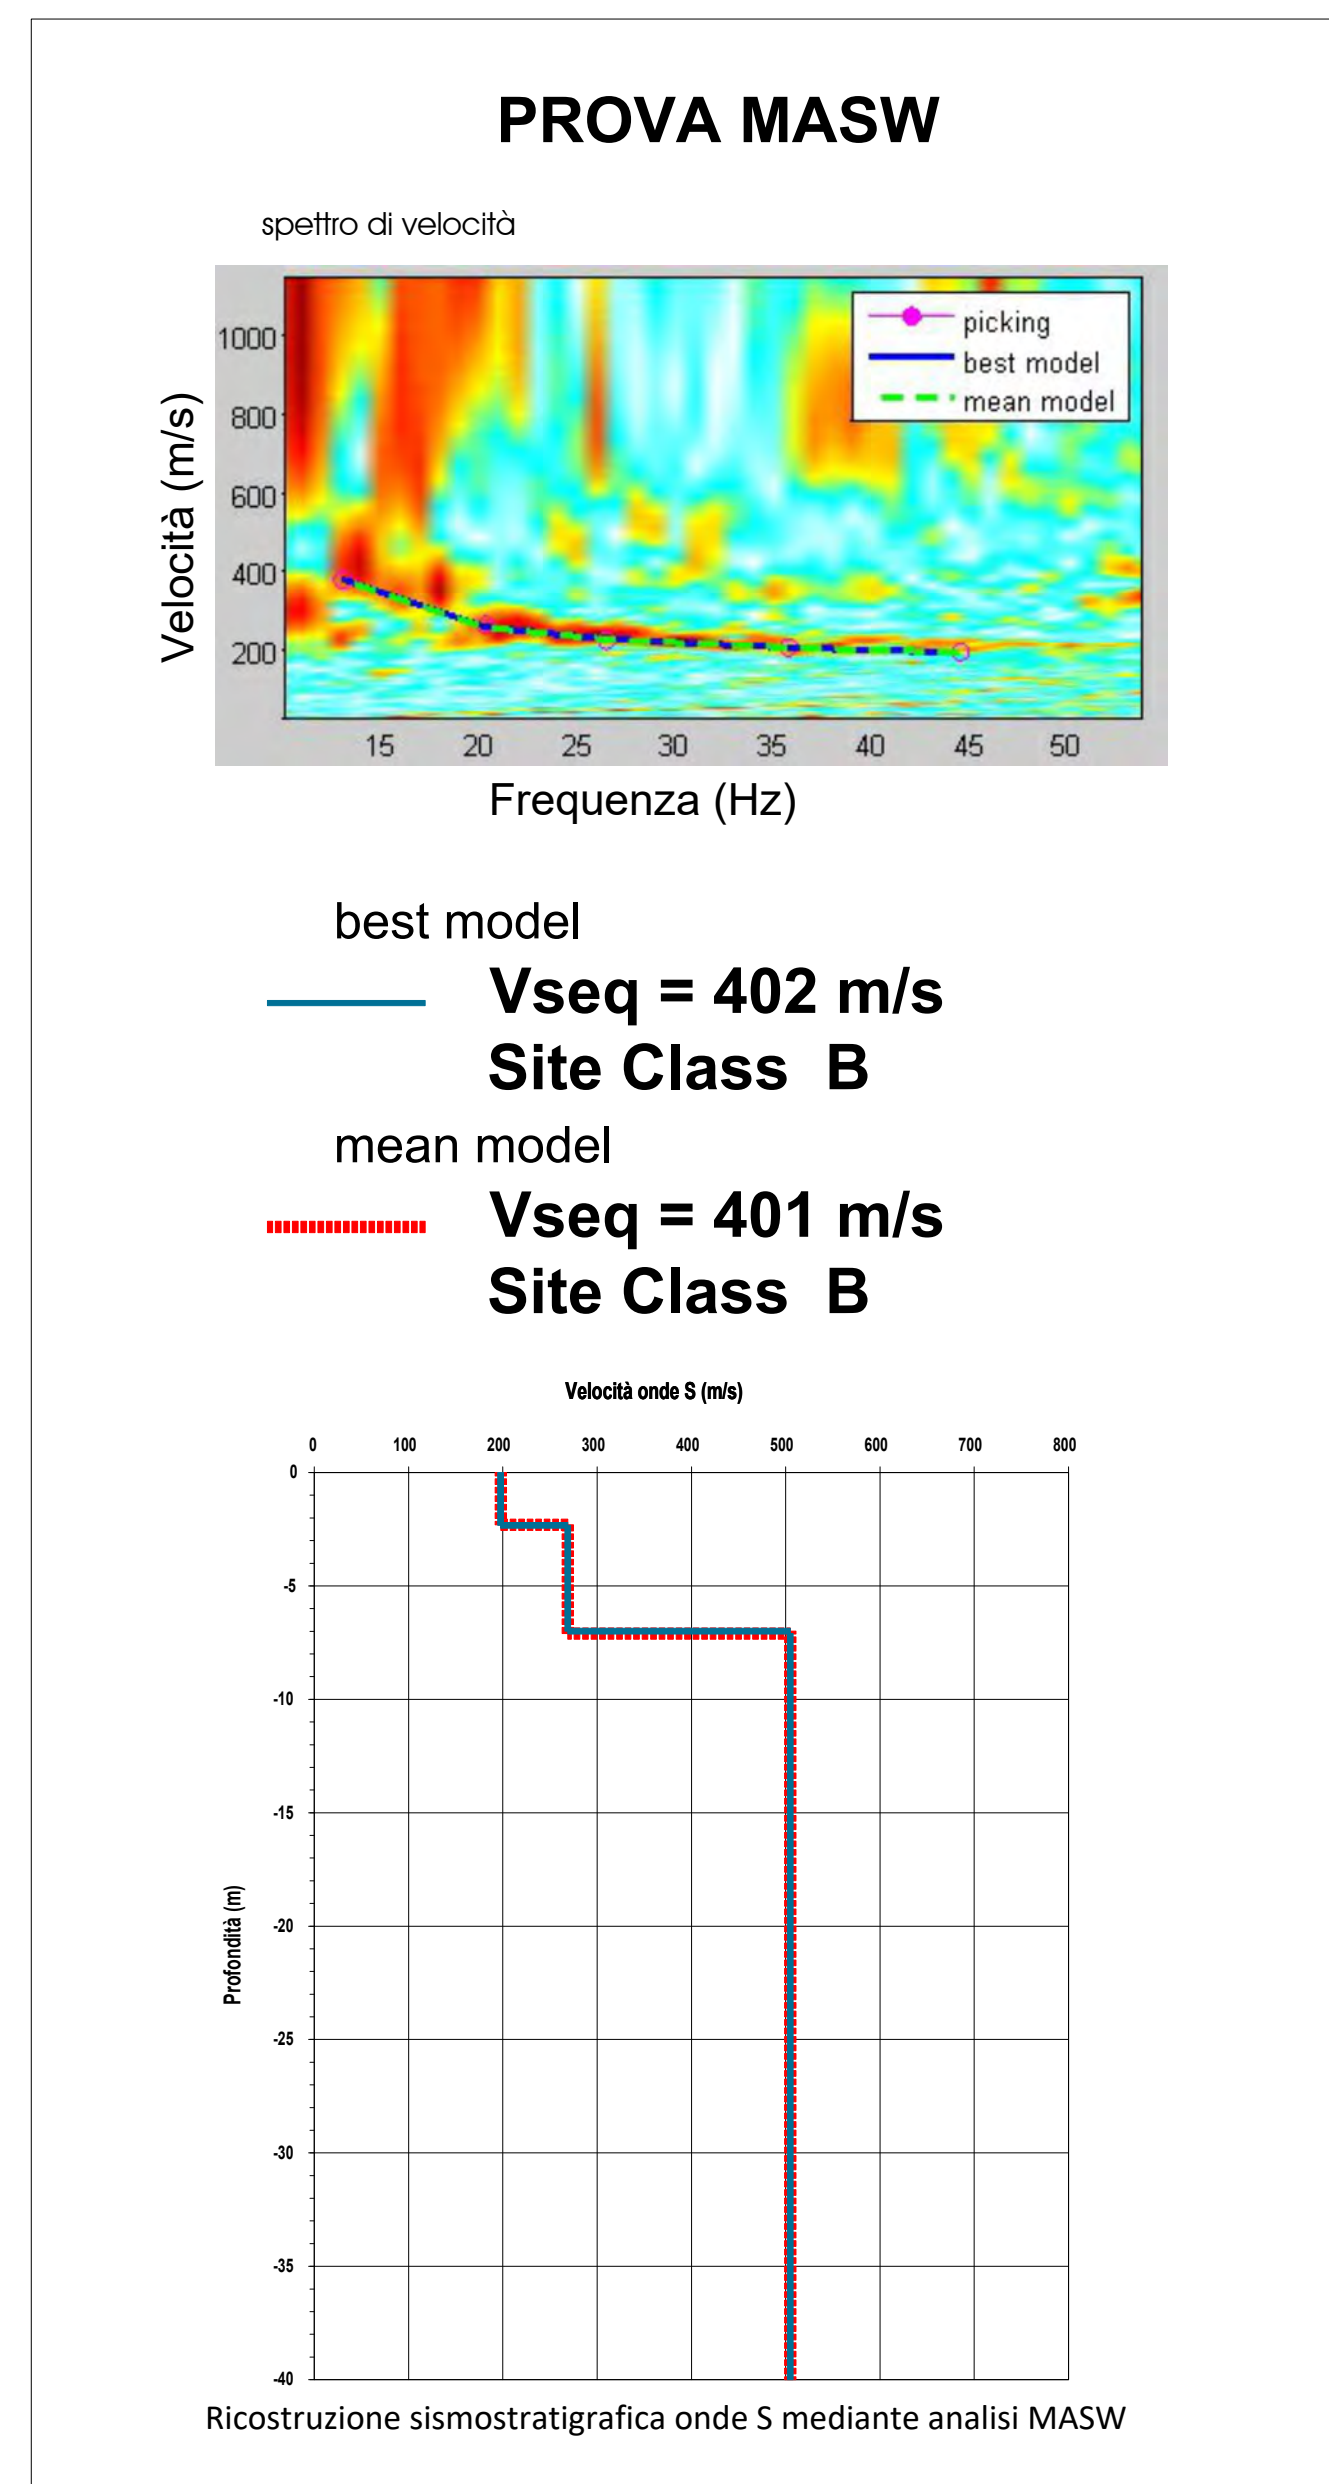 PROVA MASW
spettro di velocità
picking
best model
mean model
1000
800
600
400
200
Velocità (m/s)
15 20 25 30 35 40 45 50
Frequenza (Hz)
best model
Vseq = 402 m/s
Site Class B
mean model
Vseq = 401 m/s
Site Class B
Velocità onde S (m/s)
0 100 200 300 400 500 600 700 800
0
-5
-10
-15
-20
-25
-30
-35
-40
Profondità (m)
Ricostruzione sismostratigrafica onde S mediante analisi MASW